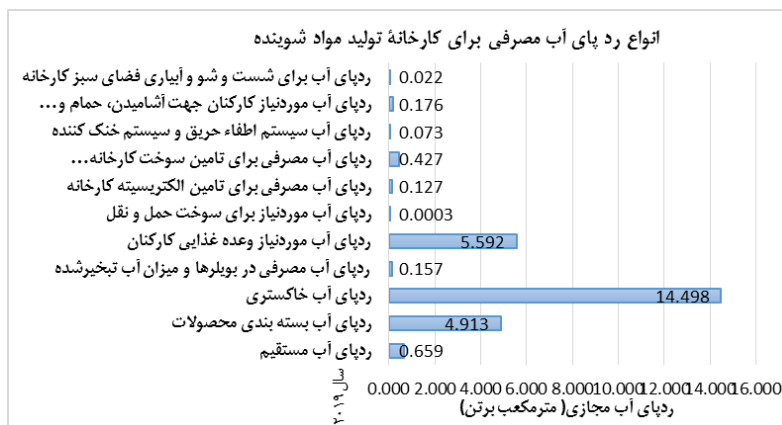 انواع رد پای آب مصرفی برای کارخانۀ تولید مواد شوینده
ردپای آب برای شست و شو و آبیاری فضای سبز کارخانه 0.022
ردپای آب موردنیاز کارکنان جهت آشامیدن، حمام و... 0.176
ردپای آب سیستم اطفاء حریق و سیستم خنک کننده 0.073
ردپای آب مصرفی برای تامین سوخت کارخانه... 0.427
ردپای آب مصرفی برای تامین الکتریسیته کارخانه 0.127
ردپای آب موردنیاز برای سوخت حمل و نقل 0.0003
ردپای آب موردنیاز وعده غذایی کارکنان 5.592
ردپای آب مصرفی در بویلرها و میزان آب تبخیرشده 0.157
ردپای آب خاکستری 14.498
ردپای آب بسته بندی محصولات 4.913
ردپای آب مستقیم 0.659
0.000 2.000 4.000 6.000 8.000 10.000 12.000 14.000 16.000
ردپای آب مجازی( مترمکعب برتن)
سال ۲۰۱۹